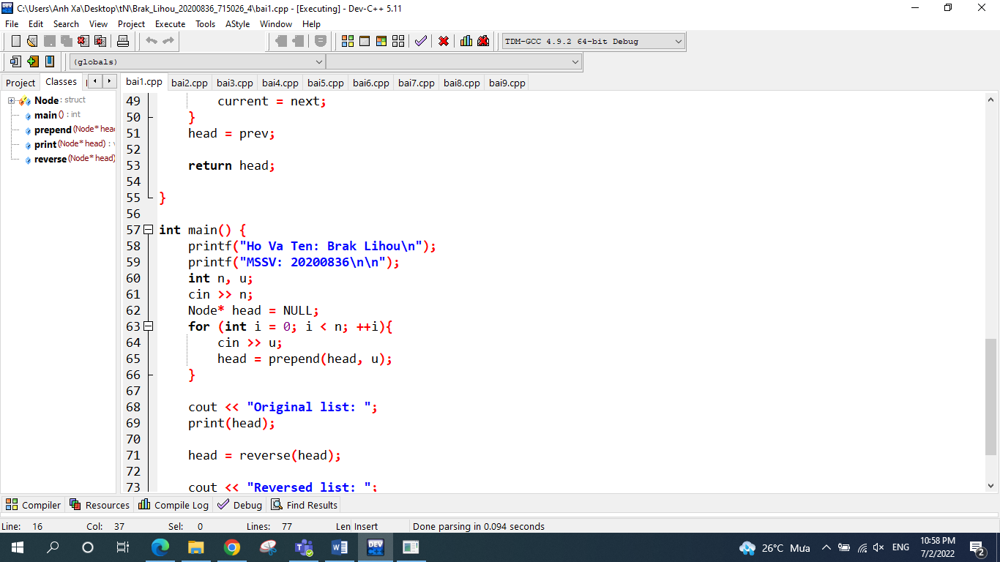 C:\Users\Anh Xa\Desktop\tN\Brak_Lihou_20200836_715026_4\bai1.cpp - [Executing] - Dev-C++ 5.11
File Edit Search View Project Execute Tools AStyle Window Help
TDM-GCC 4.9.2 64-bit Debug
(globals)
Project Classes
bai1.cpp bai2.cpp bai3.cpp bai4.cpp bai5.cpp bai6.cpp bai7.cpp bai8.cpp bai9.cpp
Node : struct
main () : int
prepend (Node* head
print (Node* head) :
reverse (Node* head)
49 current = next;
50 }
51 head = prev;
52
53 return head;
54
55 }
56
57 int main() {
58 printf("Ho Va Ten: Brak Lihou\n");
59 printf("MSSV: 20200836\n\n");
60 int n, u;
61 cin >> n;
62 Node* head = NULL;
63 for (int i = 0; i < n; ++i){
64 cin >> u;
65 head = prepend(head, u);
66 }
67
68 cout << "Original list: ";
69 print(head);
70
71 head = reverse(head);
72
73 cout << "Reversed list: ";
Compiler Resources Compile Log Debug Find Results
Line: 16 Col: 37 Sel: 0 Lines: 77 Len Insert Done parsing in 0.094 seconds
DEV
26°C Mưa ENG 10:58 PM
7/2/2022
2